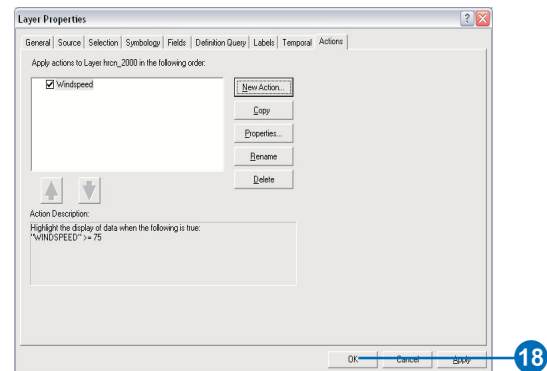 Layer Properties
General Source Selection Symbology Fields Definition Query Labels Temporal Actions
Apply actions to Layer hrcn_2000 in the following order:
Windspeed
New Action...
Copy
Properties...
Rename
Delete
Action Description:
Highlight the display of data when the following is true:
"WINDSPEED" >= 75
OK Cancel Apply
18